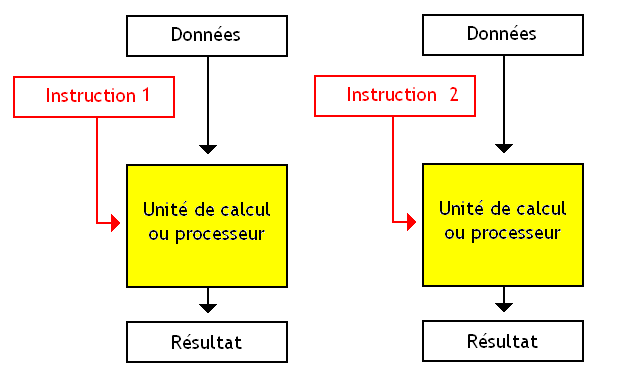 Données
Instruction 1
Unité de calcul
ou processeur
Résultat
Données
Instruction 2
Unité de calcul
ou processeur
Résultat